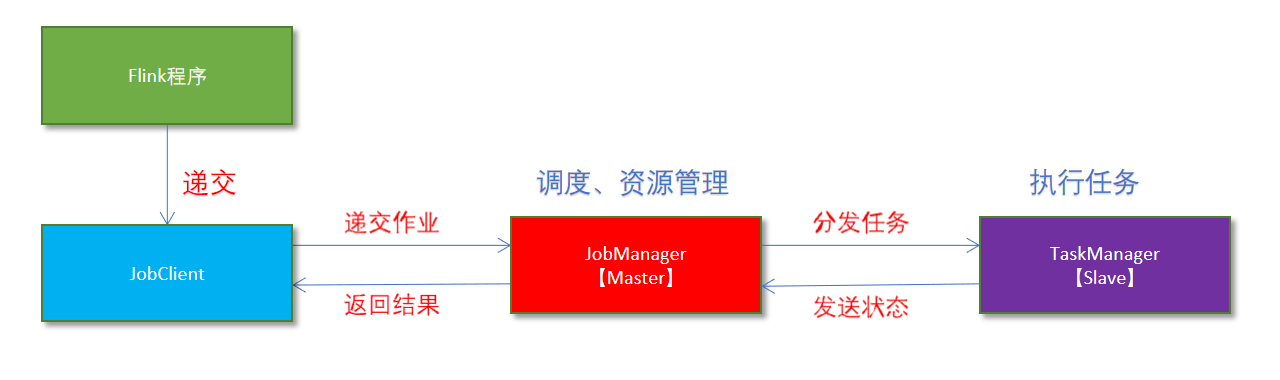 Flink程序
递交
调度、资源管理
执行任务
递交作业
分发任务
JobClient
JobManager
【Master】
TaskManager
【Slave】
返回结果
发送状态